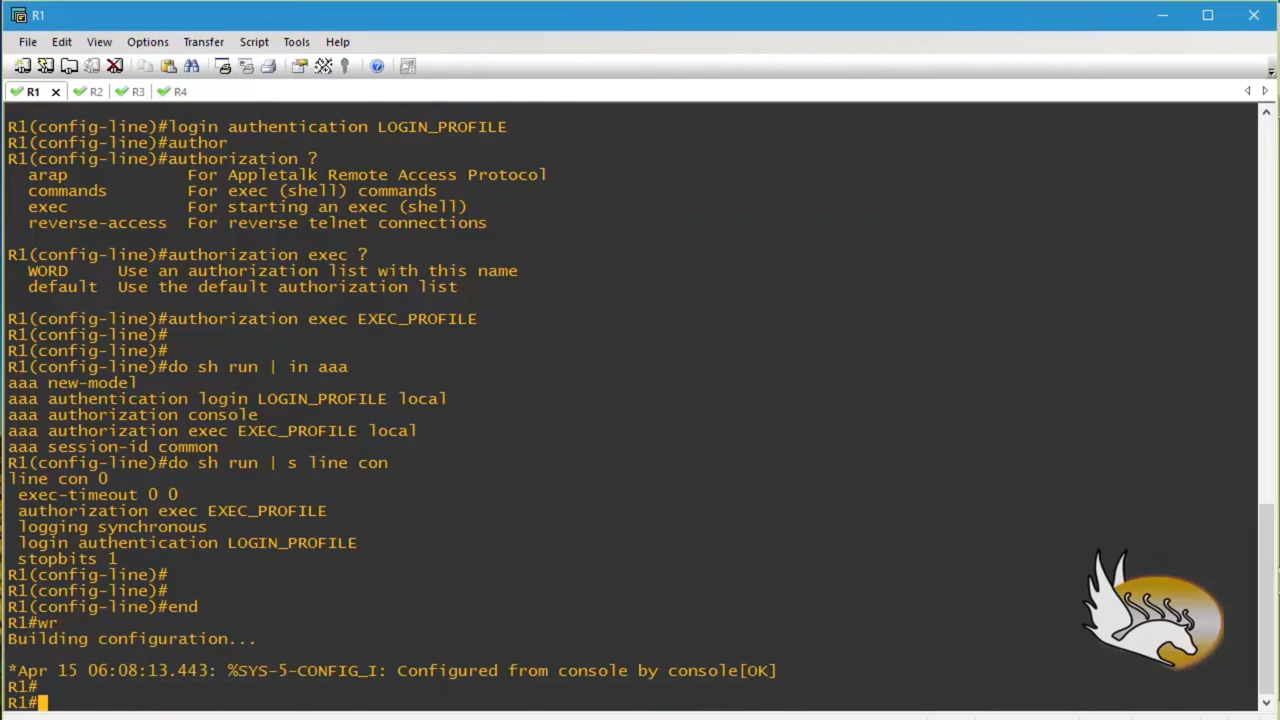 R1
File Edit View Options Transfer Script Tools Help
R1 R2 R3 R4
R1(config-line)#login authentication LOGIN_PROFILE
R1(config-line)#author
R1(config-line)#authorization ?
  arap            For Appletalk Remote Access Protocol
  commands        For exec (shell) commands
  exec            For starting an exec (shell)
  reverse-access  For reverse telnet connections
R1(config-line)#authorization exec ?
  WORD     Use an authorization list with this name
  default  Use the default authorization list
R1(config-line)#authorization exec EXEC_PROFILE
R1(config-line)#
R1(config-line)#
R1(config-line)#do sh run | in aaa
aaa new-model
aaa authentication login LOGIN_PROFILE local
aaa authorization console
aaa authorization exec EXEC_PROFILE local
aaa session-id common
R1(config-line)#do sh run | s line con
line con 0
 exec-timeout 0 0
 authorization exec EXEC_PROFILE
 logging synchronous
 login authentication LOGIN_PROFILE
 stopbits 1
R1(config-line)#
R1(config-line)#
R1(config-line)#end
R1#wr
Building configuration...
*Apr 15 06:08:13.443: %SYS-5-CONFIG_I: Configured from console by console[OK]
R1#
R1#